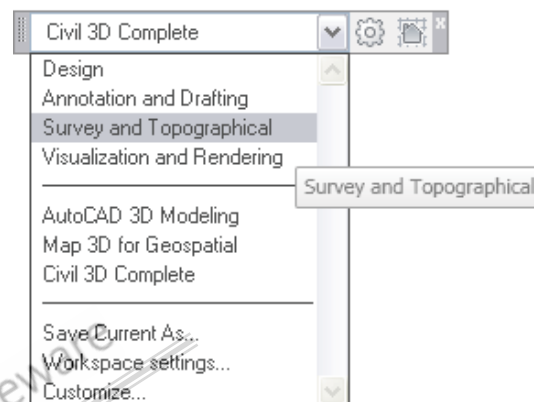 Civil 3D Complete
Design
Annotation and Drafting
Survey and Topographical
Visualization and Rendering
Survey and Topographical
AutoCAD 3D Modeling
Map 3D for Geospatial
Civil 3D Complete
Save Current As...
Workspace settings...
Customize...